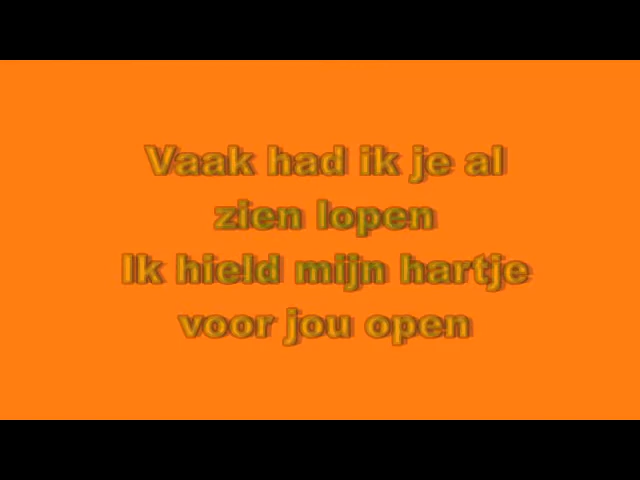 Vaak had ik je al
zien lopen
Ik hield mijn hartje
voor jou open